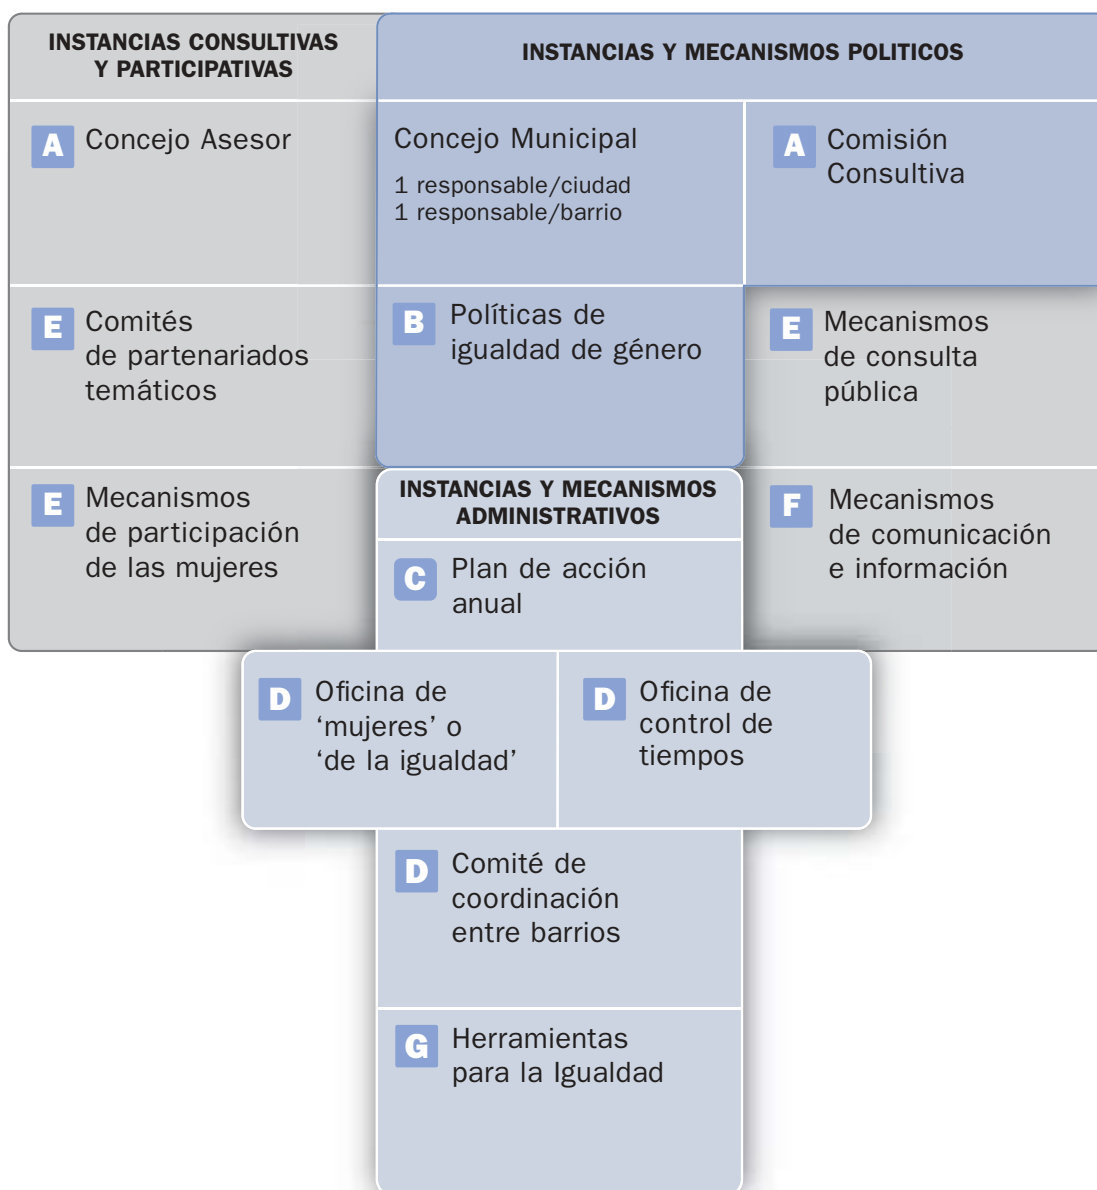 INSTANCIAS CONSULTIVAS
Y PARTICIPATIVAS
INSTANCIAS Y MECANISMOS POLITICOS
A Concejo Asesor
Concejo Municipal
1 responsable/ciudad
1 responsable/barrio
A Comisión
Consultiva
E Comités
de partenariados
temáticos
B Políticas de
igualdad de género
E Mecanismos
de consulta
pública
E Mecanismos
de participación
de las mujeres
INSTANCIAS Y MECANISMOS
ADMINISTRATIVOS
C Plan de acción
anual
F Mecanismos
de comunicación
e información
D Oficina de
‘mujeres’ o
‘de la igualdad’
D Oficina de
control de
tiempos
D Comité de
coordinación
entre barrios
G Herramientas
para la Igualdad